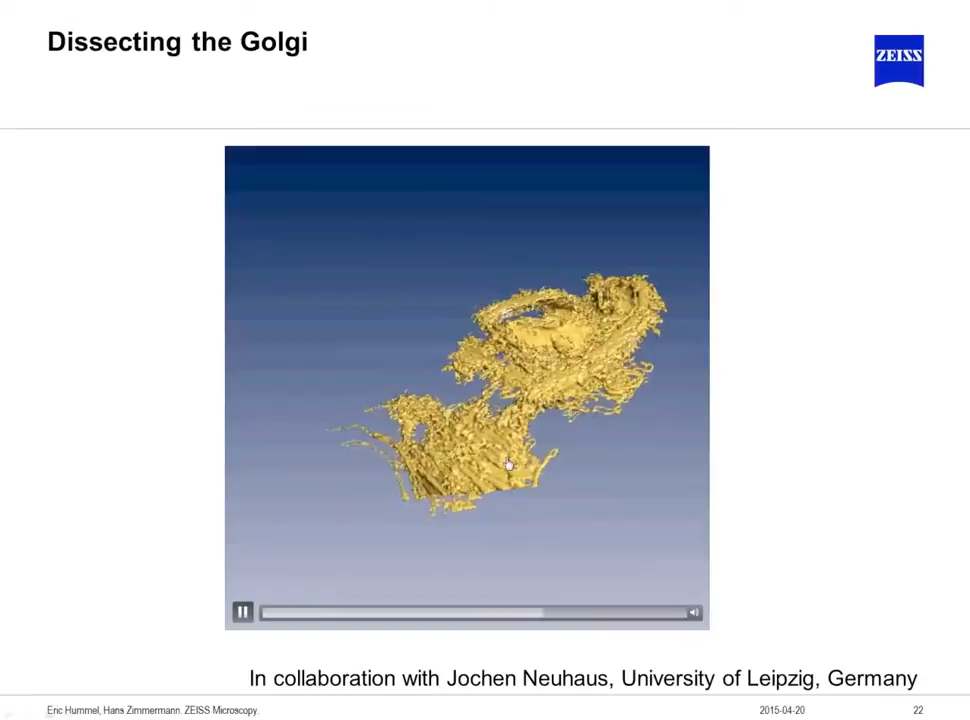 Dissecting the Golgi
ZEISS
In collaboration with Jochen Neuhaus, University of Leipzig, Germany
Eric Hummel, Hans Zimmermann. ZEISS Microscopy.
2015-04-20
22